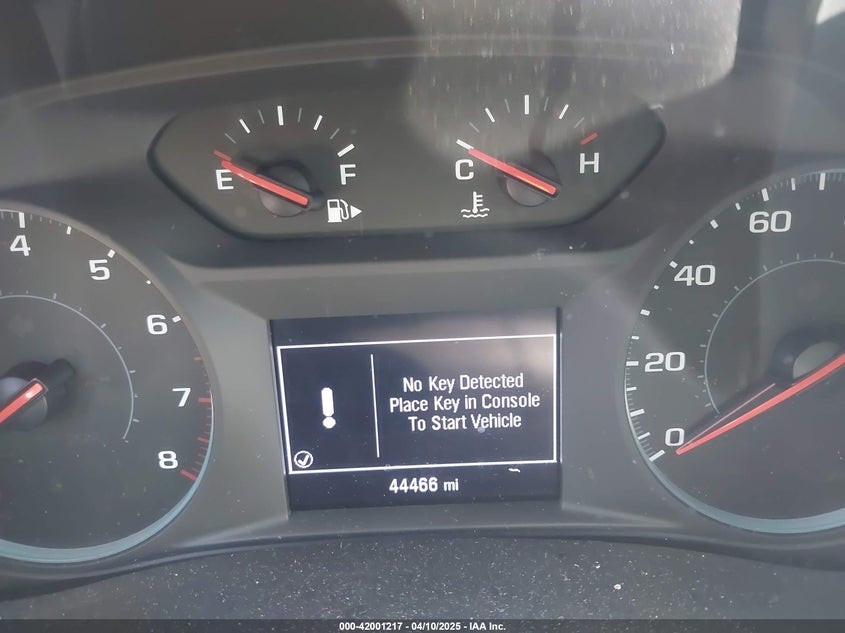 E F C H
4 5 6 7 8
No Key Detected
Place Key in Console
To Start Vehicle
44466 mi
60
40
20
0
000-42001217 - 04/10/2025 - IAA Inc.